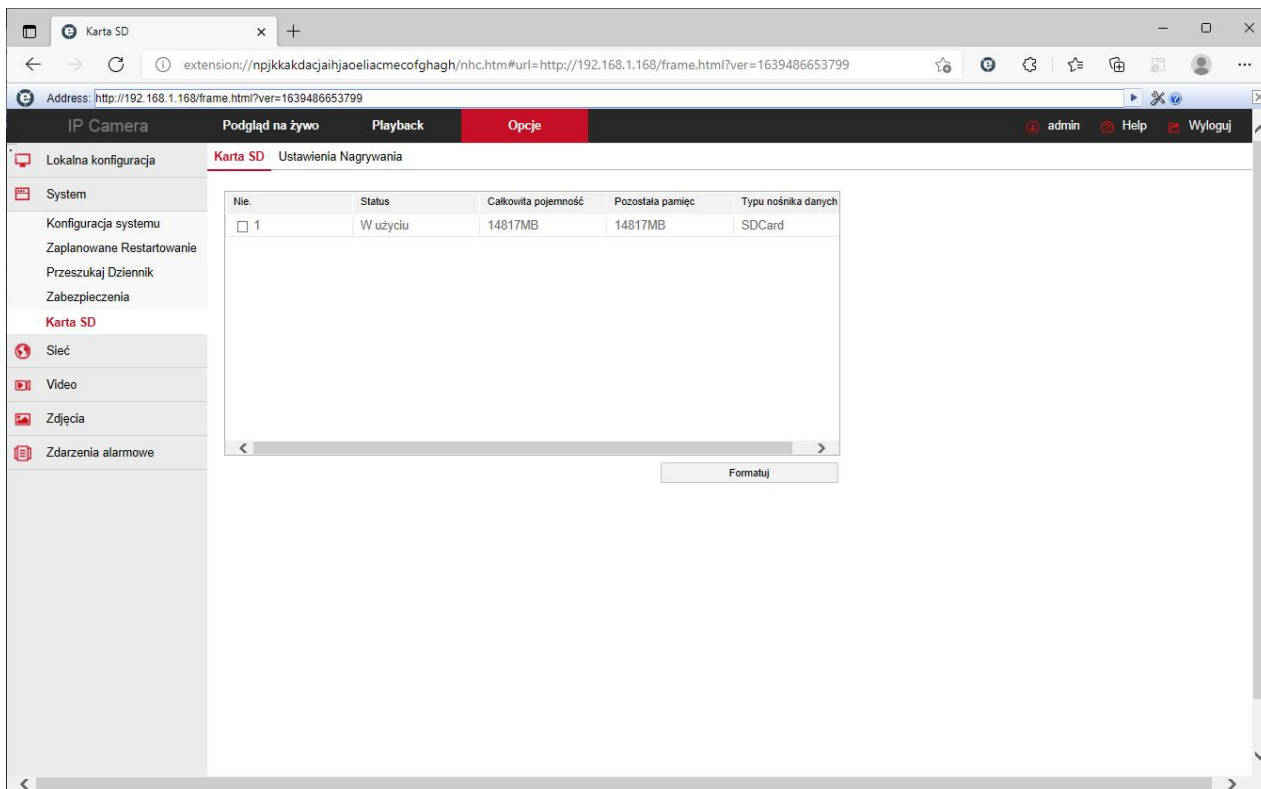 Karta SD
extension://npjkkakdacjaihjaoeliacmecofghagh/nhc.htm#url=http://192.168.1.168/frame.html?ver=1639486653799
Address: http://192.168.1.168/frame.html?ver=1639486653799
IP Camera Podgląd na żywo Playback Opcje admin Help Wyloguj
Lokalna konfiguracja
System
Konfiguracja systemu
Zaplanowane Restartowanie
Przeszukaj Dziennik
Zabezpieczenia
Karta SD
Sieć
Video
Zdjęcia
Zdarzenia alarmowe
Karta SD Ustawienia Nagrywania
Nie. Status Całkowita pojemność Pozostała pamięc Typu nośnika danych
1 W użyciu 14817MB 14817MB SDCard
Formatuj